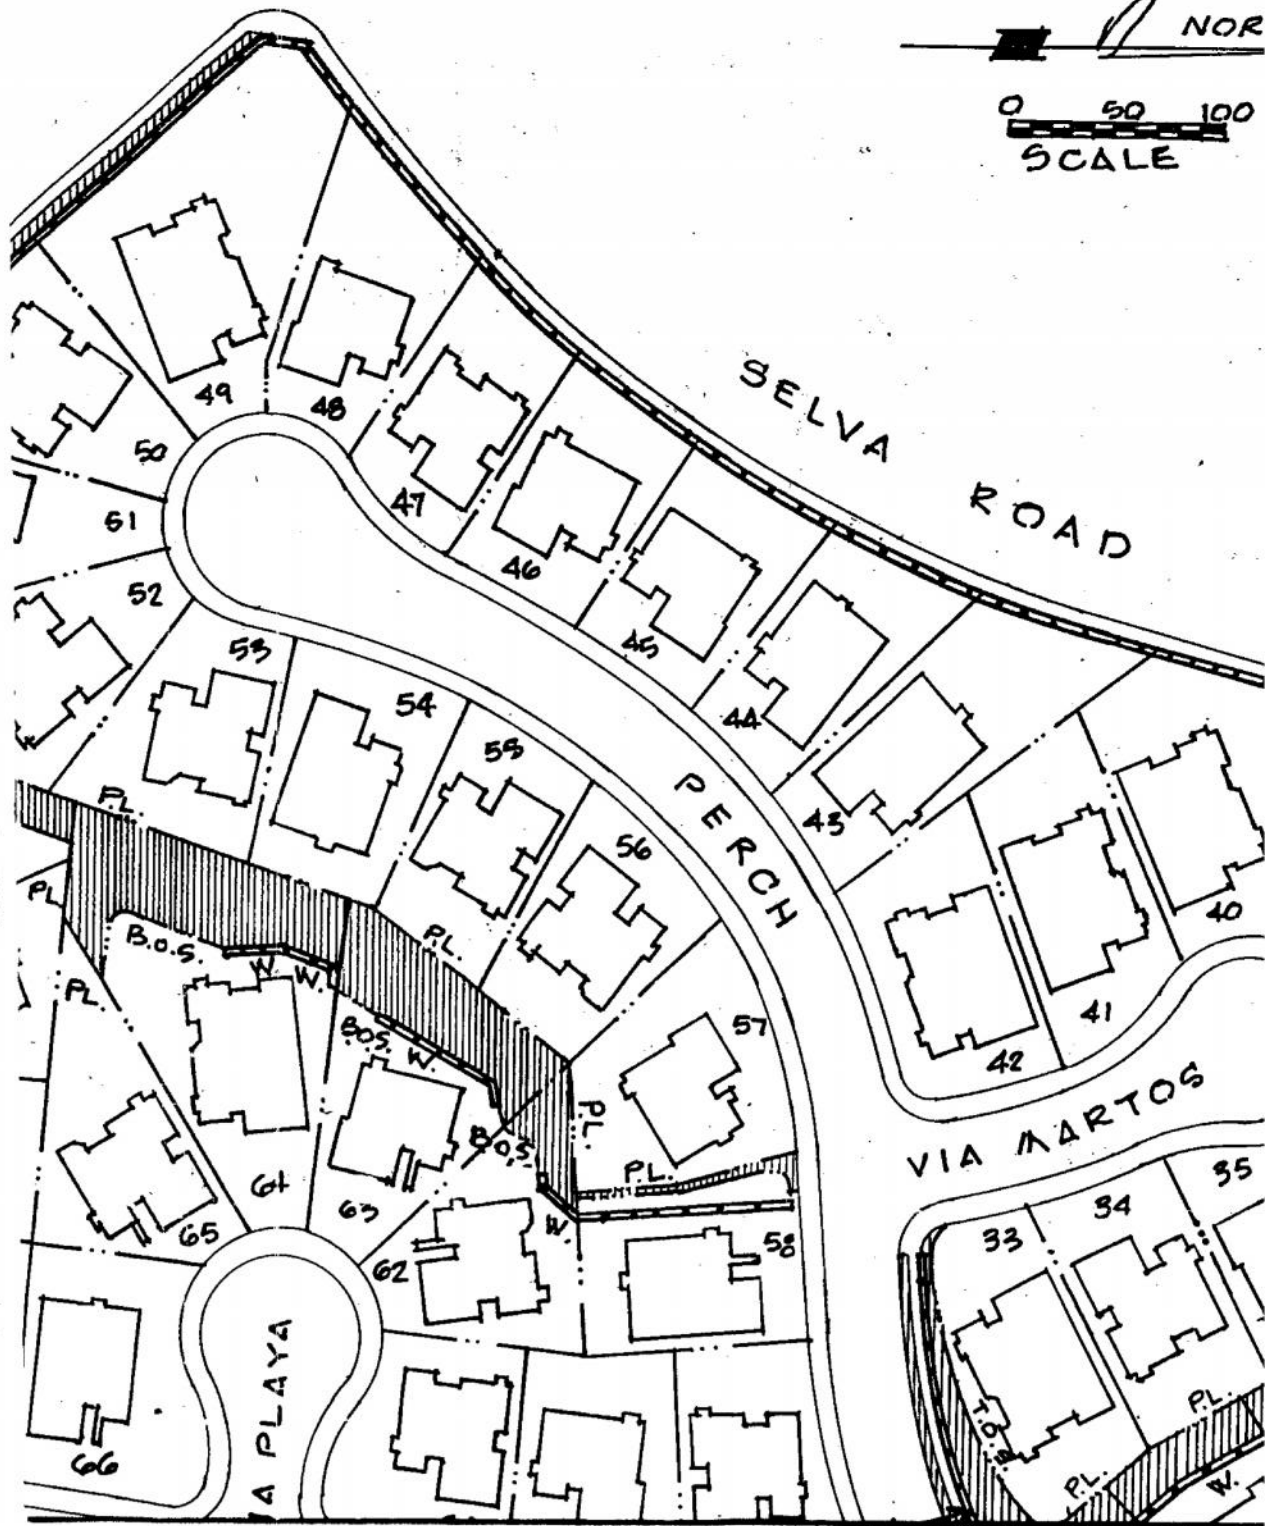 NOR
0 50 100
SCALE
SELVA ROAD
49
48
50
47
51
46
52
45
53
44
54
55
PERCH
43
P.L.
56
40
P.L.
P.L.
B.O.S.
W.
W.
57
41
P.L.
B.O.S.
W.
42
P.L.
VIA MARTOS
B.O.S.
P.L.
64
63
W.
58
34
35
65
33
62
A PLAYA
P.L.
T.O.S.
66
P.L.
W.